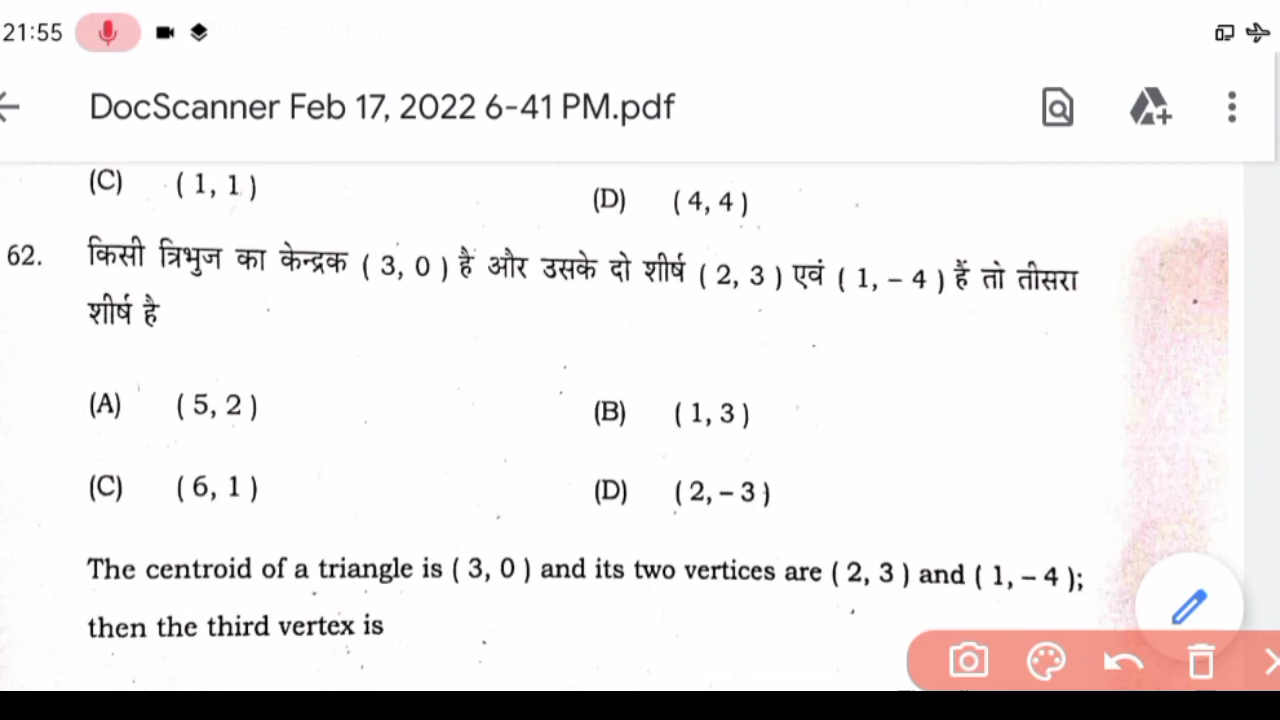 21:55
DocScanner Feb 17, 2022 6-41 PM.pdf
(C) ( 1, 1 )
(D) ( 4, 4 )
62. किसी त्रिभुज का केन्द्रक ( 3, 0 ) है और उसके दो शीर्ष ( 2, 3 ) एवं ( 1, – 4 ) हैं तो तीसरा
शीर्ष है
(A) ( 5, 2 )
(B) ( 1, 3 )
(C) ( 6, 1 )
(D) ( 2, – 3 )
The centroid of a triangle is ( 3, 0 ) and its two vertices are ( 2, 3 ) and ( 1, – 4 );
then the third vertex is